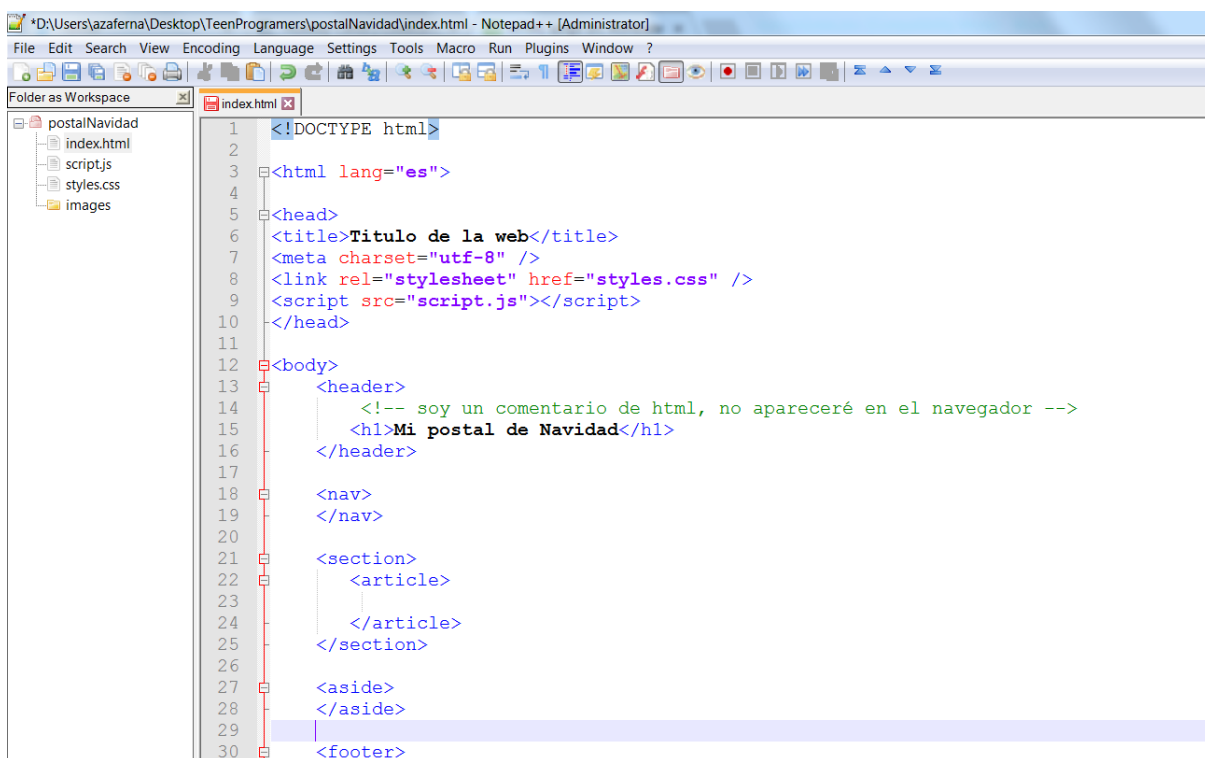 *D:\Users\azaferna\Desktop\TeenProgramers\postalNavidad\index.html - Notepad++ [Administrator]
File Edit Search View Encoding Language Settings Tools Macro Run Plugins Window ?
Folder as Workspace
index.html
postalNavidad
index.html
script.js
styles.css
images
1 <!DOCTYPE html>
2
3 <html lang="es">
4
5 <head>
6 <title>Titulo de la web</title>
7 <meta charset="utf-8" />
8 <link rel="stylesheet" href="styles.css" />
9 <script src="script.js"></script>
10 </head>
11
12 <body>
13 <header>
14 <!-- soy un comentario de html, no apareceré en el navegador -->
15 <h1>Mi postal de Navidad</h1>
16 </header>
17
18 <nav>
19 </nav>
20
21 <section>
22 <article>
23
24 </article>
25 </section>
26
27 <aside>
28 </aside>
29
30 <footer>